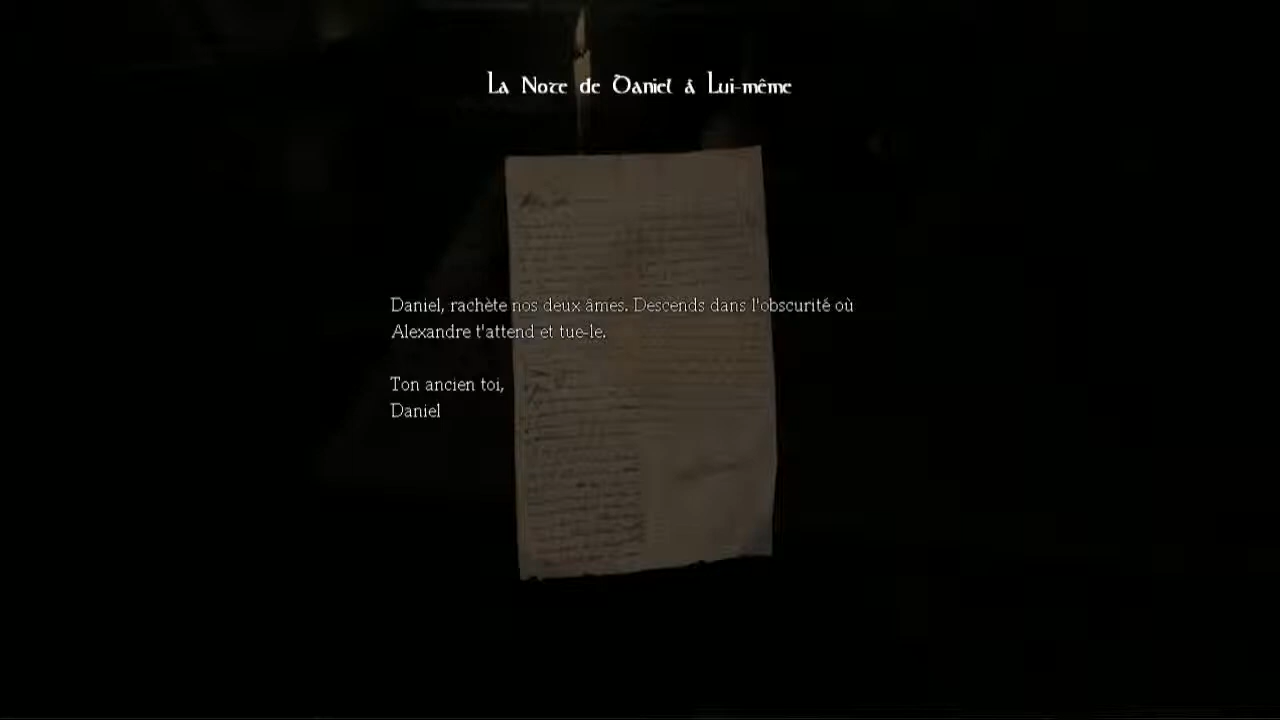 La Note de Daniel à Lui-même
Daniel, rachète nos deux âmes. Descends dans l'obscurité où
Alexandre t'attend et tue-le.
Ton ancien toi,
Daniel